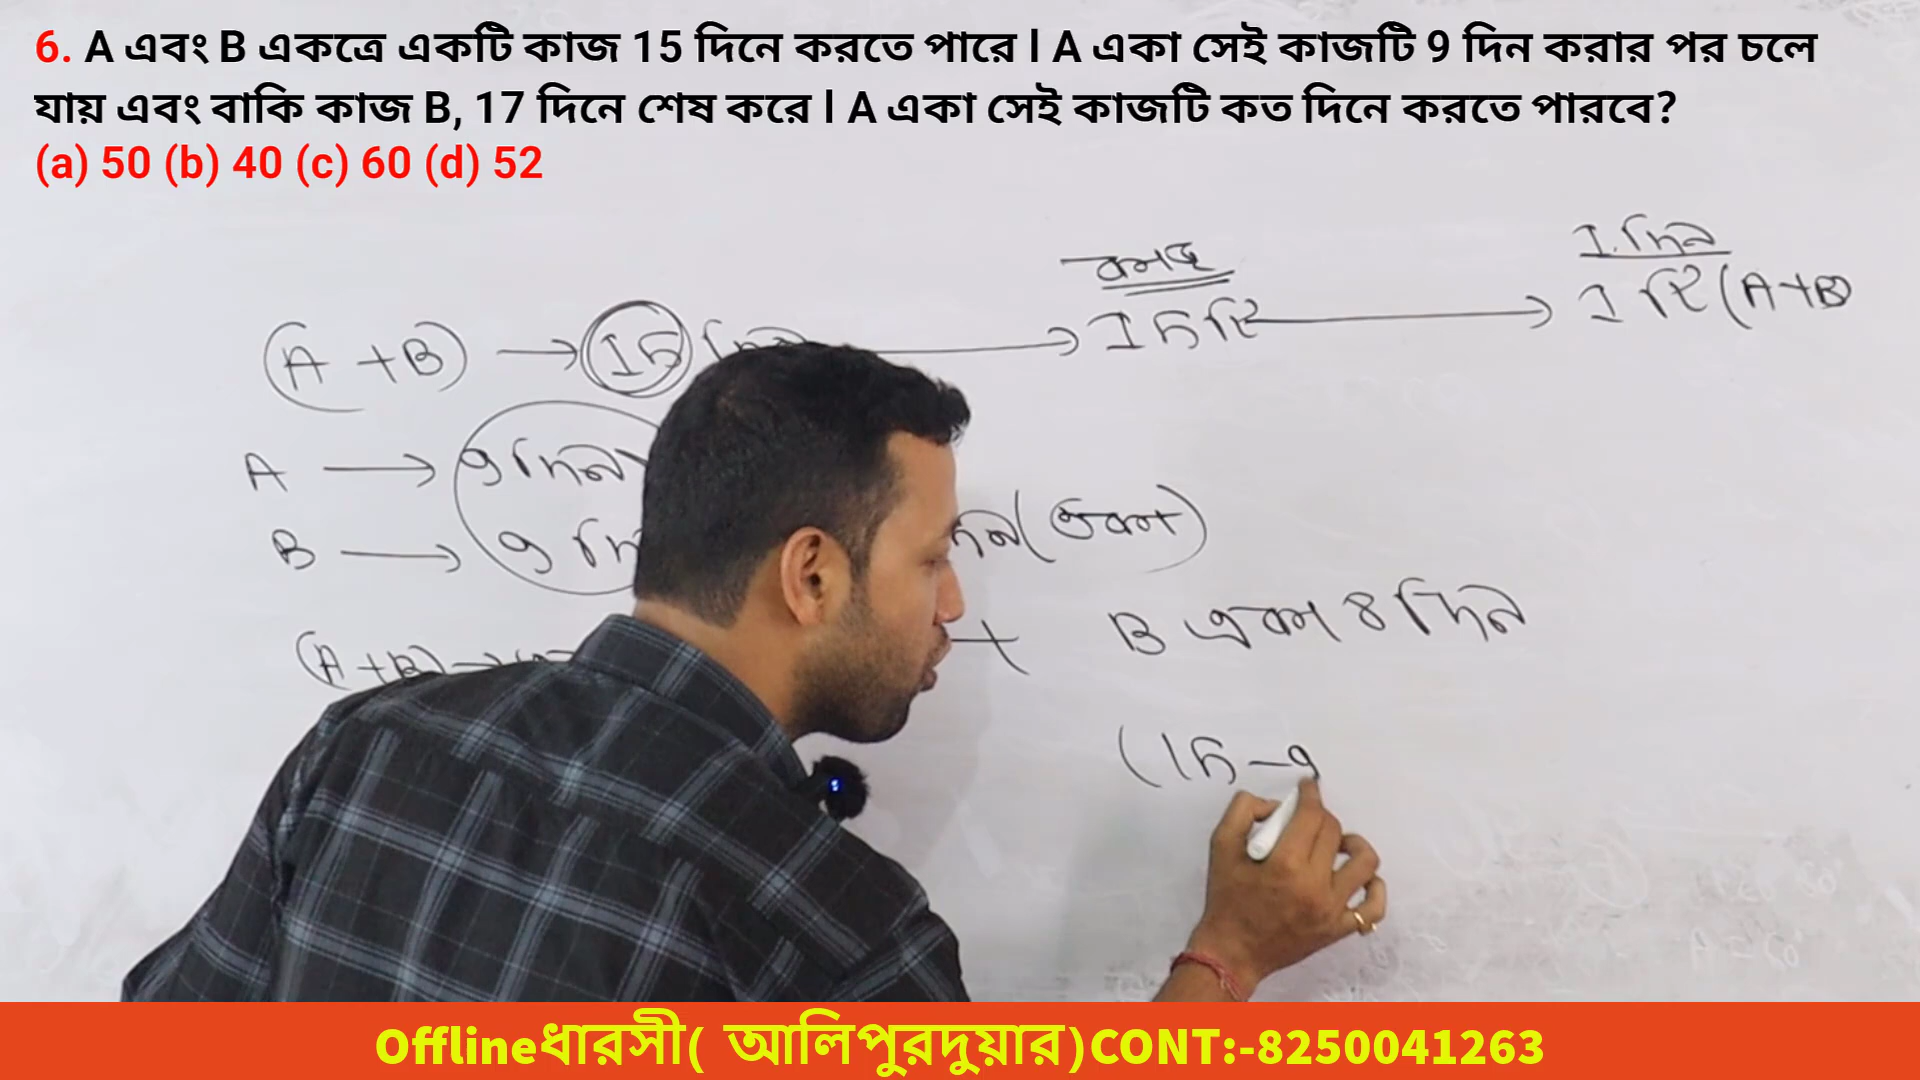 6. A এবং B একত্রে একটি কাজ 15 দিনে করতে পারে l A একা সেই কাজটি 9 দিন করার পর চলে
যায় এবং বাকি কাজ B, 17 দিনে শেষ করে l A একা সেই কাজটি কত দিনে করতে পারবে?
(a) 50 (b) 40 (c) 60 (d) 52
1 দিন
কাজ
1 টি (A+B)
(A+B) → 15 → 15 টি →
A → 9 দিন
B → 9 (একা)
(A+B) → + B একা 8 দিন
(15-9
Offlineধারসী( আলিপুরদুয়ার)CONT:-8250041263